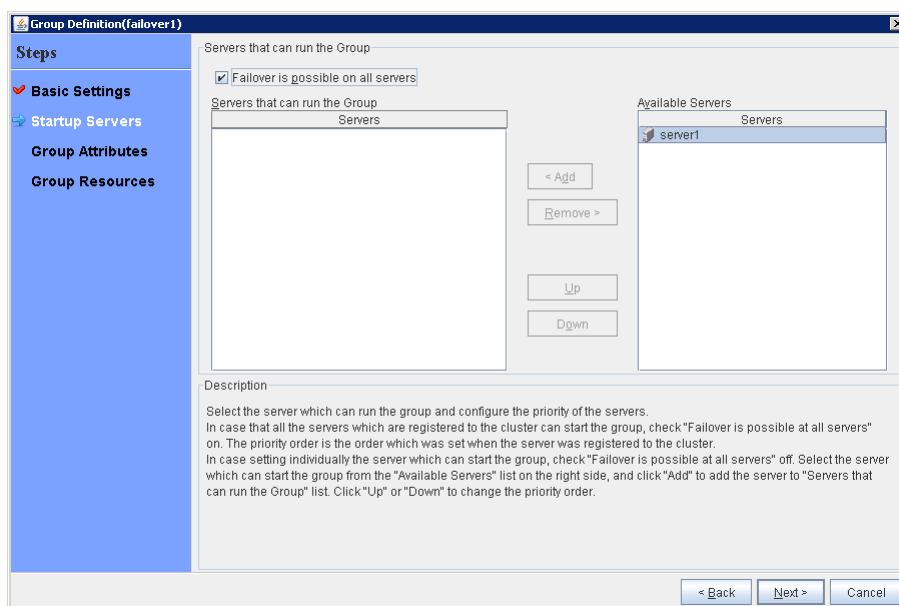 Group Definition(failover1)
Steps
Basic Settings
Startup Servers
Group Attributes
Group Resources
Servers that can run the Group
Failover is possible on all servers
Servers that can run the Group
Servers
< Add
Remove >
Up
Down
Available Servers
Servers
server1
Description
Select the server which can run the group and configure the priority of the servers.
In case that all the servers which are registered to the cluster can start the group, check "Failover is possible at all servers"
on. The priority order is the order which was set when the server was registered to the cluster.
In case setting individually the server which can start the group, check "Failover is possible at all servers" off. Select the server
which can start the group from the "Available Servers" list on the right side, and click "Add" to add the server to "Servers that
can run the Group" list. Click "Up" or "Down" to change the priority order.
< Back
Next >
Cancel